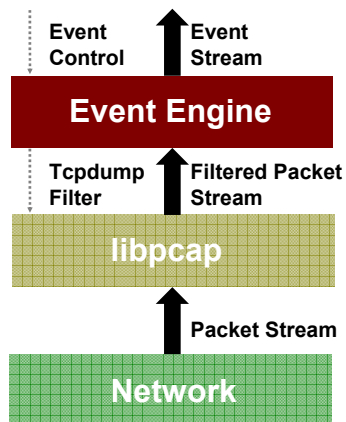 Event
Control
Event
Stream
Event Engine
Tcpdump
Filter
Filtered Packet
Stream
libpcap
Packet Stream
Network